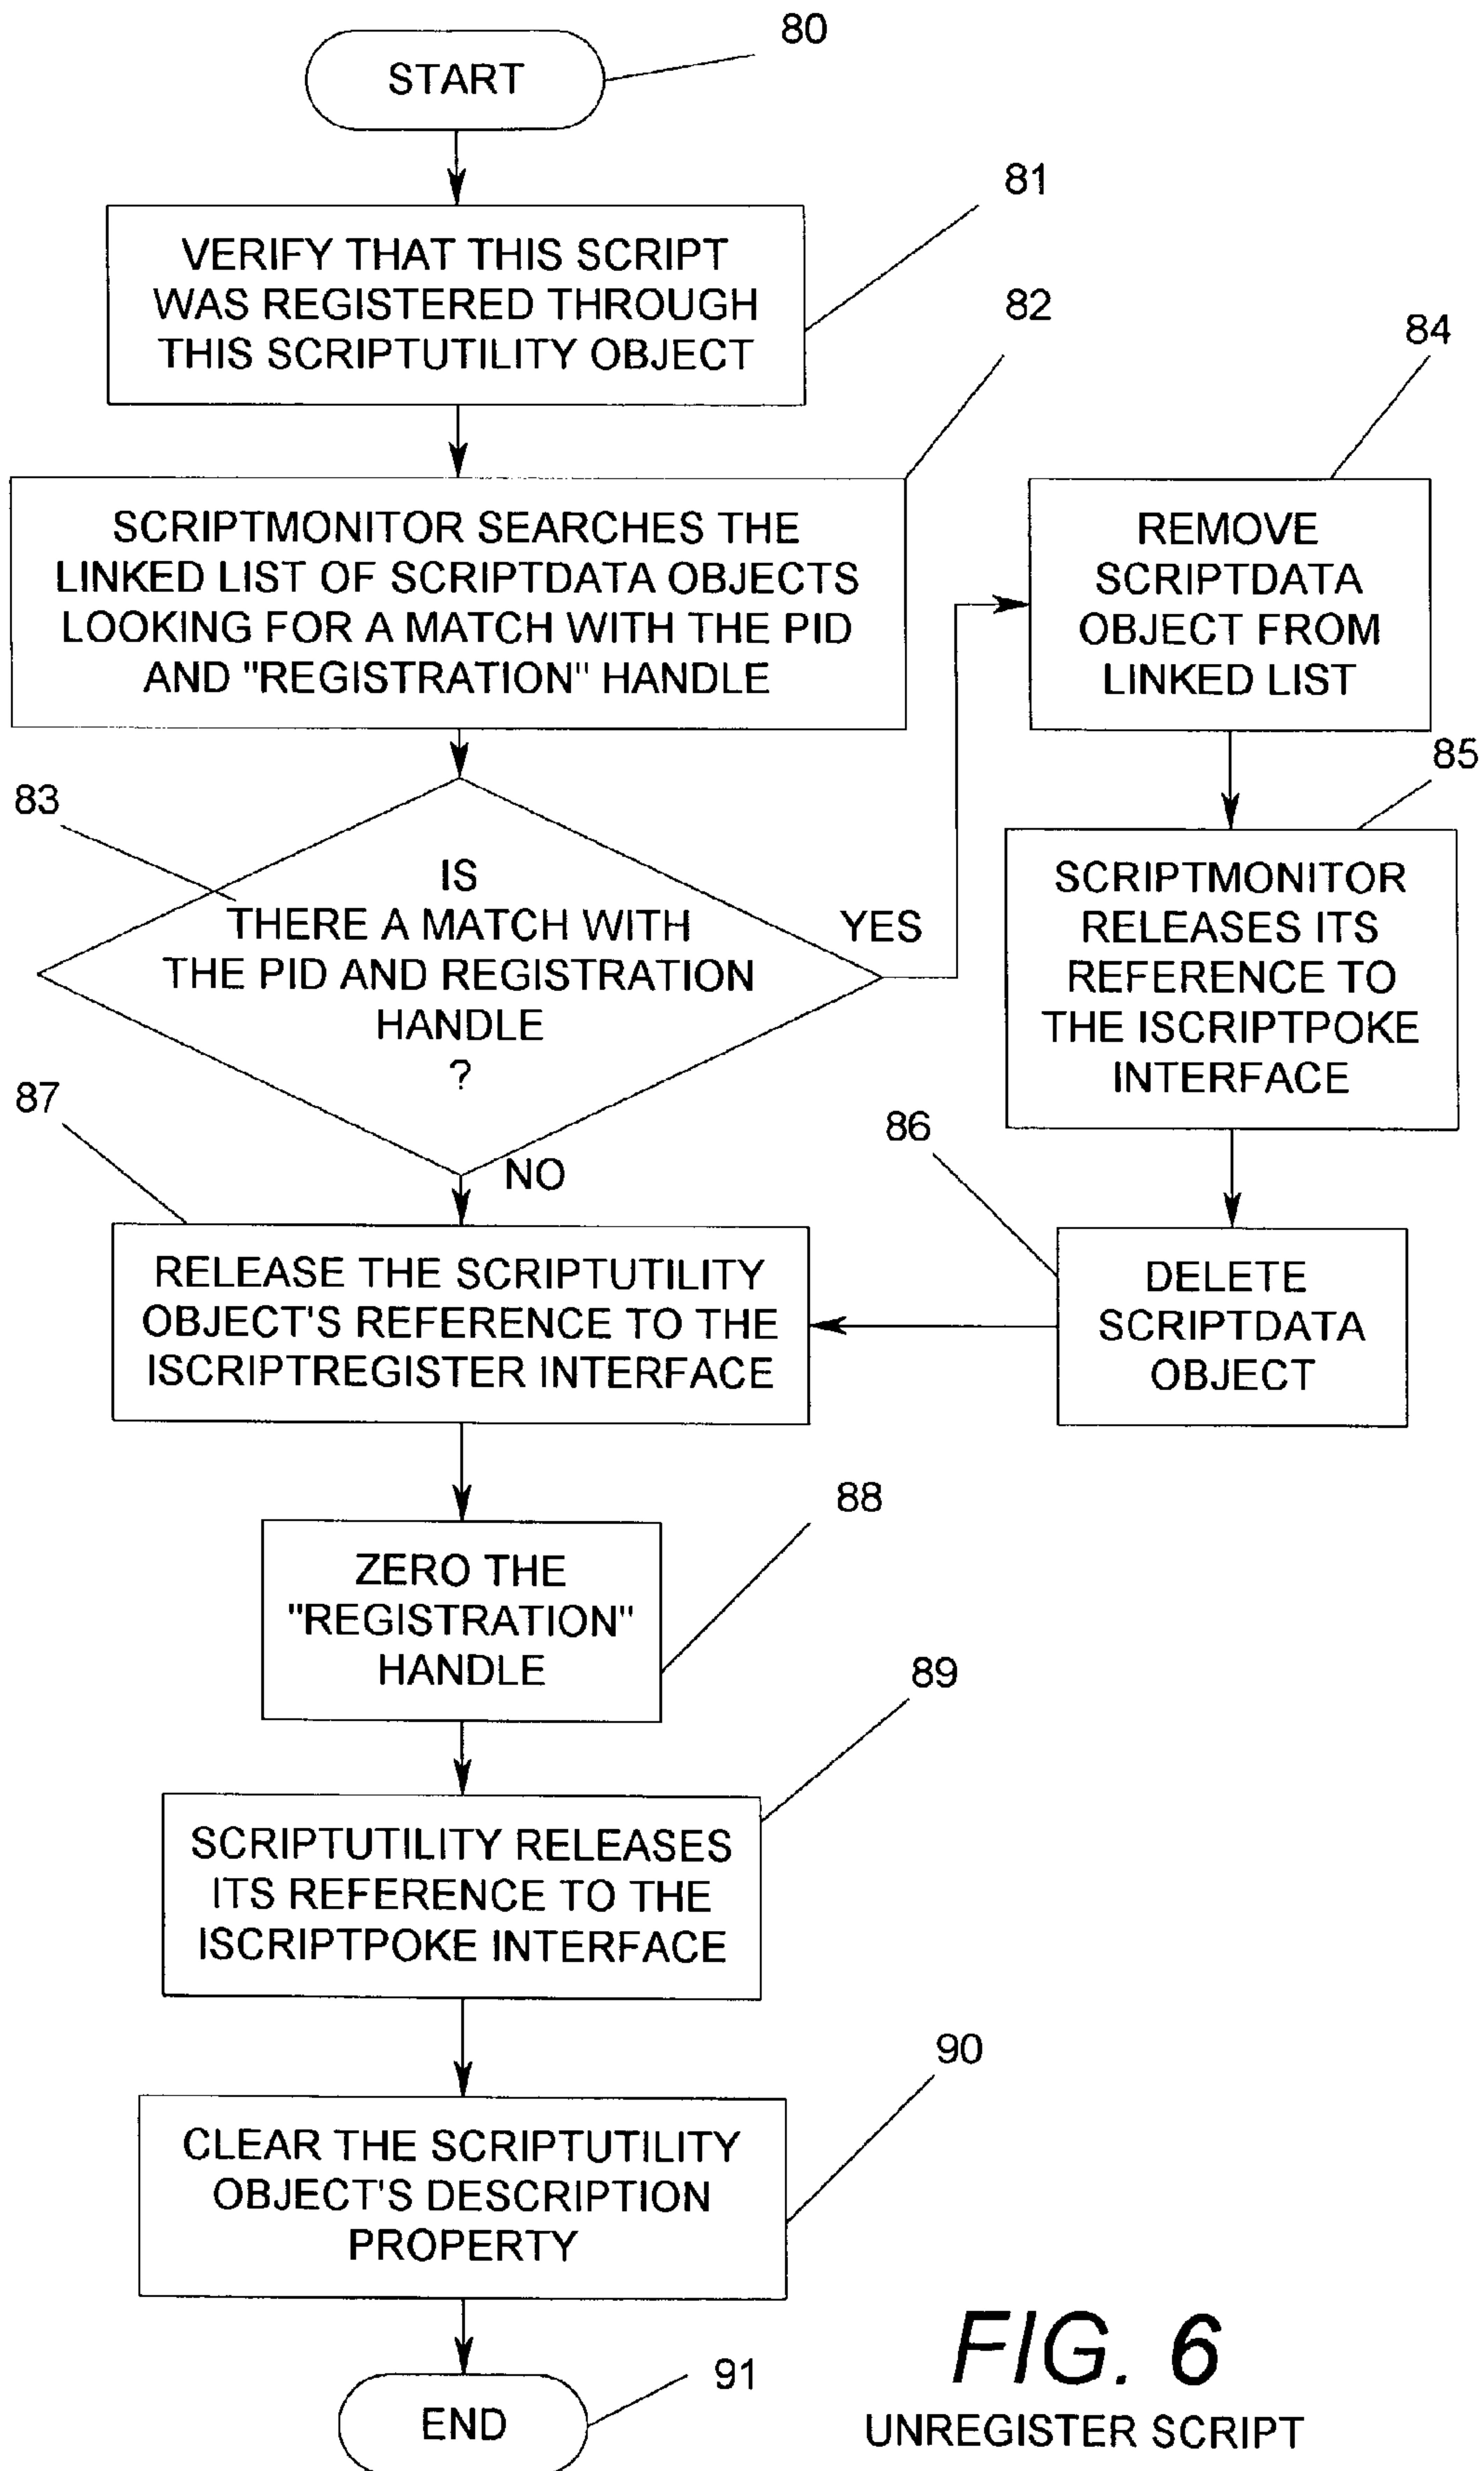 80
START
81
VERIFY THAT THIS SCRIPT
WAS REGISTERED THROUGH
THIS SCRIPTUTILITY OBJECT
82
SCRIPTMONITOR SEARCHES THE
LINKED LIST OF SCRIPTDATA OBJECTS
LOOKING FOR A MATCH WITH THE PID
AND "REGISTRATION" HANDLE
83
IS
THERE A MATCH WITH
THE PID AND REGISTRATION
HANDLE
?
YES
NO
84
REMOVE
SCRIPTDATA
OBJECT FROM
LINKED LIST
85
SCRIPTMONITOR
RELEASES ITS
REFERENCE TO
THE ISCRIPTPOKE
INTERFACE
86
DELETE
SCRIPTDATA
OBJECT
87
RELEASE THE SCRIPTUTILITY
OBJECT'S REFERENCE TO THE
ISCRIPTREGISTER INTERFACE
88
ZERO THE
"REGISTRATION"
HANDLE
89
SCRIPTUTILITY RELEASES
ITS REFERENCE TO THE
ISCRIPTPOKE INTERFACE
90
CLEAR THE SCRIPTUTILITY
OBJECT'S DESCRIPTION
PROPERTY
91
END
FIG. 6
UNREGISTER SCRIPT